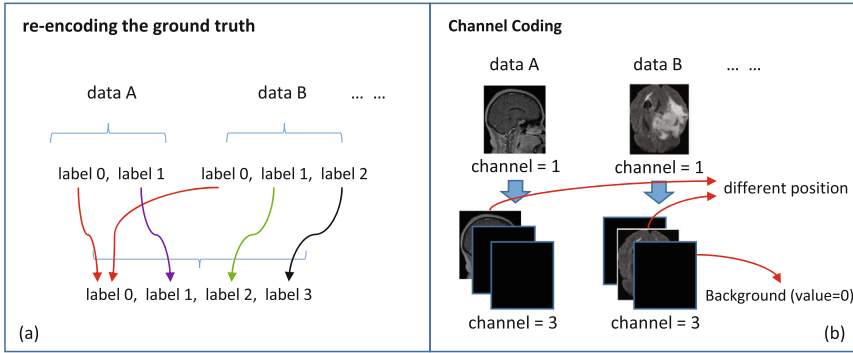 re-encoding the ground truth
data A
data B
... ...
label 0, label 1
label 0, label 1, label 2
label 0, label 1, label 2, label 3
(a)
Channel Coding
data A
data B
... ...
channel = 1
channel = 1
different position
Background (value=0)
channel = 3
channel = 3
(b)